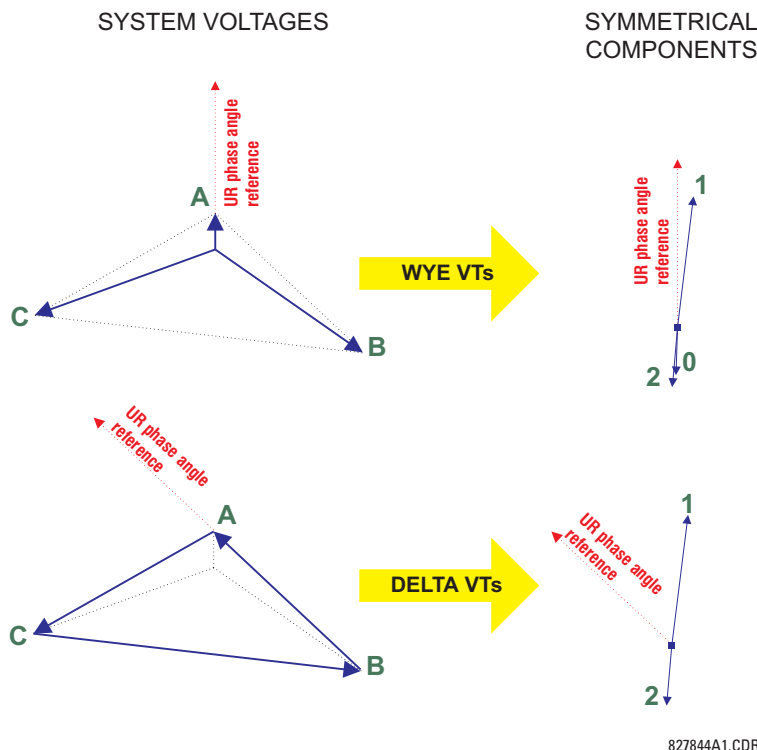 SYSTEM VOLTAGES
SYMMETRICAL
COMPONENTS
UR phase angle
reference
A
C
B
WYE VTs
UR phase angle
reference
1
2
0
UR phase angle
reference
A
C
B
DELTA VTs
UR phase angle
reference
1
2
827844A1.CDR